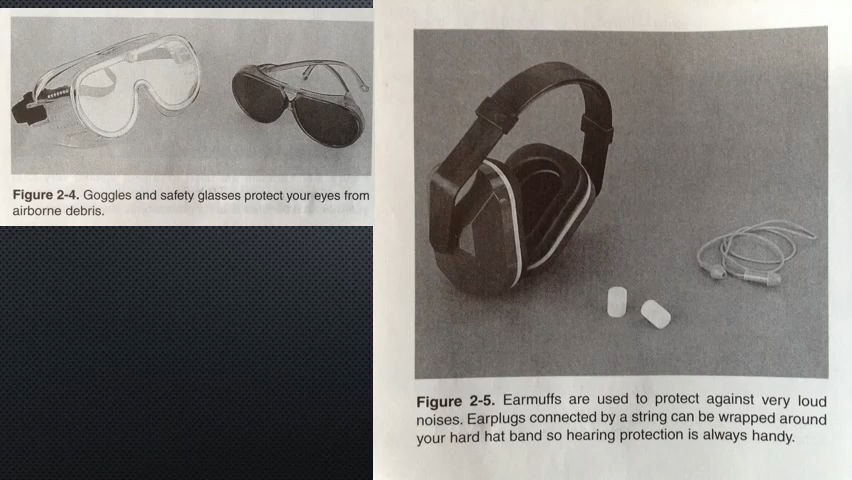 Figure 2-4. Goggles and safety glasses protect your eyes from
airborne debris.
Figure 2-5. Earmuffs are used to protect against very loud
noises. Earplugs connected by a string can be wrapped around
your hard hat band so hearing protection is always handy.